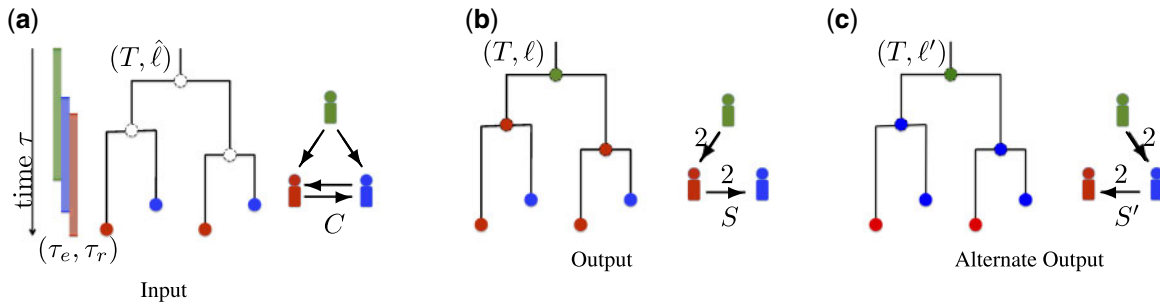 (a)
(T, ℓ̂)
time τ
(τₑ, τᵣ)
C
Input
(b)
(T, ℓ)
2
2
S
Output
(c)
(T, ℓ′)
2
2
S′
Alternate Output